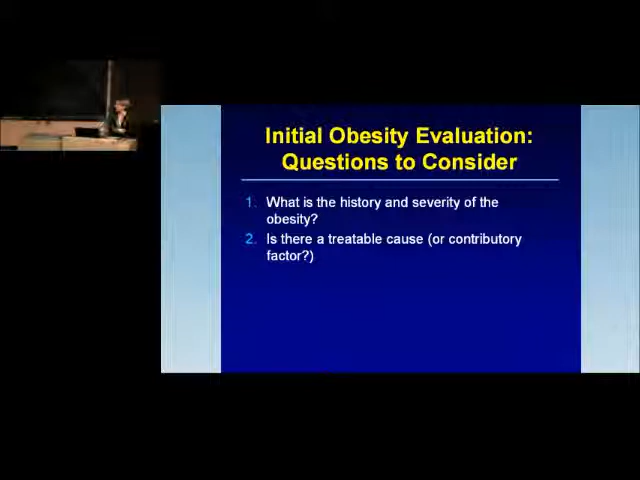 Initial Obesity Evaluation:
Questions to Consider
1. What is the history and severity of the
obesity?
2. Is there a treatable cause (or contributory
factor?)